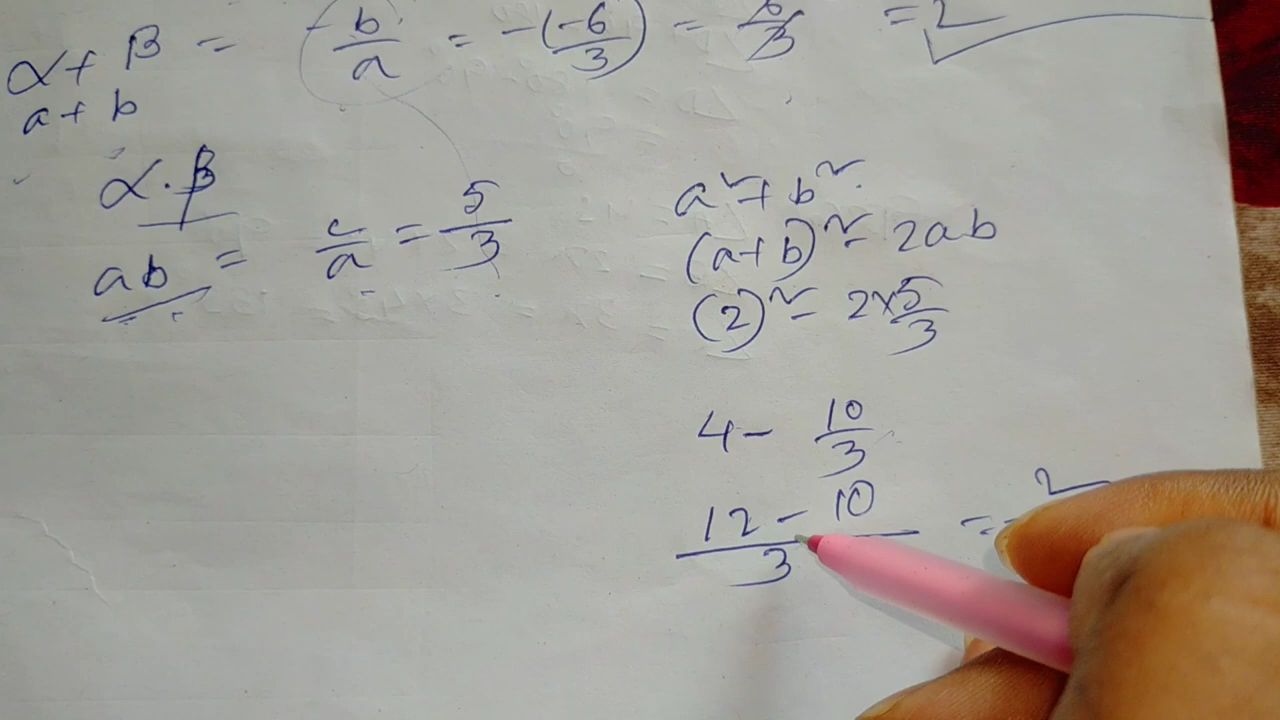 α+β = -b/a = -(-6/3) = 6/3 = 2
a+b
α.β
ab = c/a = 5/3
a²+b²
(a+b)²-2ab
(2)²-2×5/3
4-10/3
12-10/3 = 2